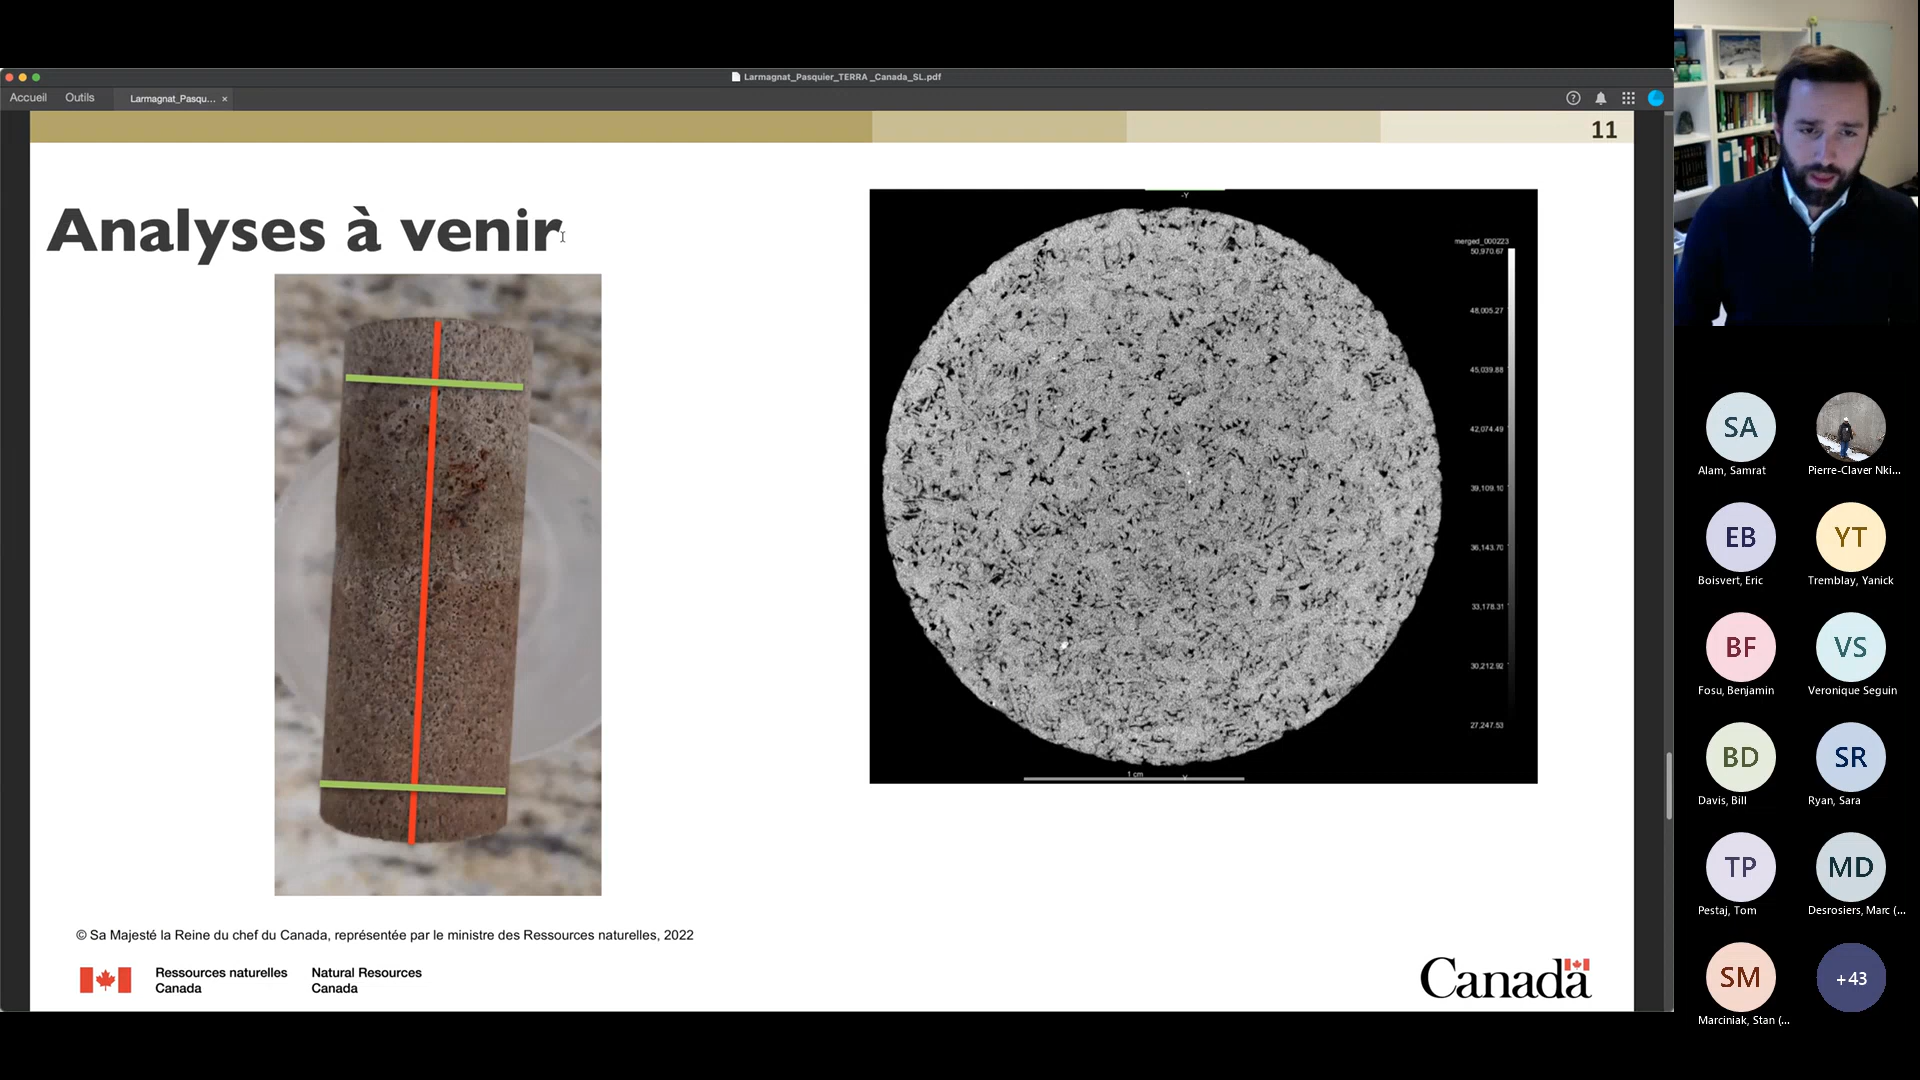 Larmagnat_Pasquier_TERRA _Canada_SL.pdf
Accueil
Outils
Larmagnat_Pasqu...
×
11
Analyses à venir
-Y
merged_000223
50,970.67
48,005.27
45,039.88
42,074.49
39,109.10
36,143.70
33,178.31
30,212.92
27,247.53
1 cm
© Sa Majesté la Reine du chef du Canada, représentée par le ministre des Ressources naturelles, 2022
Ressources naturelles
Canada
Natural Resources
Canada
Canada
SA
Alam, Samrat
Pierre-Claver Nki...
EB
Boisvert, Eric
YT
Tremblay, Yanick
BF
Fosu, Benjamin
VS
Veronique Seguin
BD
Davis, Bill
SR
Ryan, Sara
TP
Pestaj, Tom
MD
Desrosiers, Marc (...
SM
Marciniak, Stan (...
+43